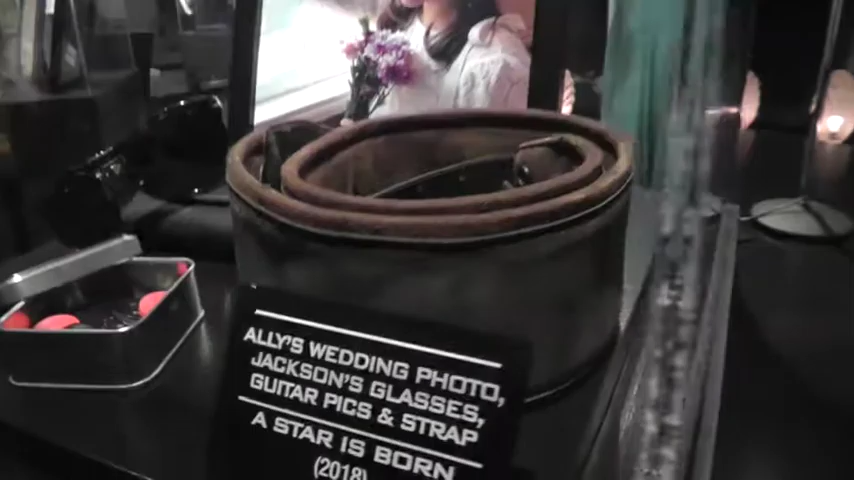 ALLY'S WEDDING PHOTO,
JACKSON'S GLASSES,
GUITAR PICS & STRAP
A STAR IS BORN
(2018)